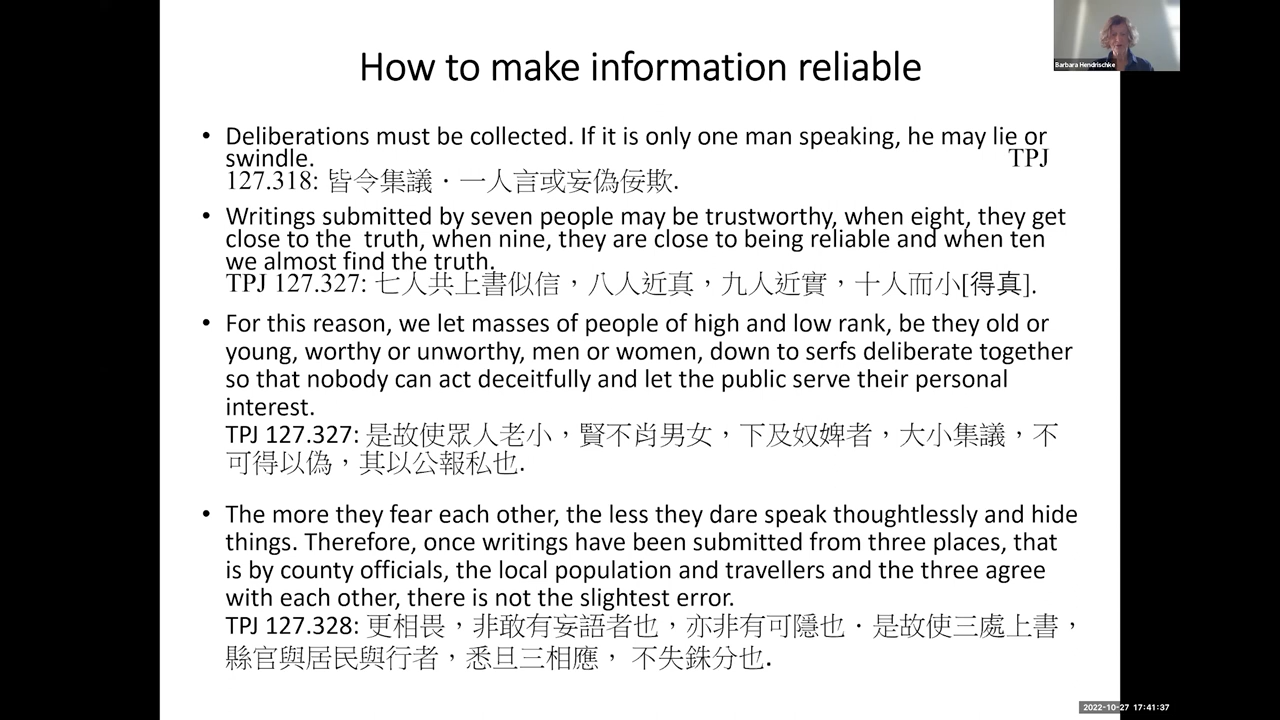 How to make information reliable
Barbara Hendrischke
• Deliberations must be collected. If it is only one man speaking, he may lie or
swindle. TPJ
127.318: 皆令集議．一人言或妄偽佞欺.
• Writings submitted by seven people may be trustworthy, when eight, they get
close to the truth, when nine, they are close to being reliable and when ten
we almost find the truth.
TPJ 127.327: 七人共上書似信，八人近真，九人近實，十人而小[得真].
• For this reason, we let masses of people of high and low rank, be they old or
young, worthy or unworthy, men or women, down to serfs deliberate together
so that nobody can act deceitfully and let the public serve their personal
interest.
TPJ 127.327: 是故使眾人老小，賢不肖男女，下及奴婢者，大小集議，不
可得以偽，其以公報私也.
• The more they fear each other, the less they dare speak thoughtlessly and hide
things. Therefore, once writings have been submitted from three places, that
is by county officials, the local population and travellers and the three agree
with each other, there is not the slightest error.
TPJ 127.328: 更相畏，非敢有妄語者也，亦非有可隱也．是故使三處上書，
縣官與居民與行者，悉旦三相應， 不失銖分也.
2022-10-27 17:41:37